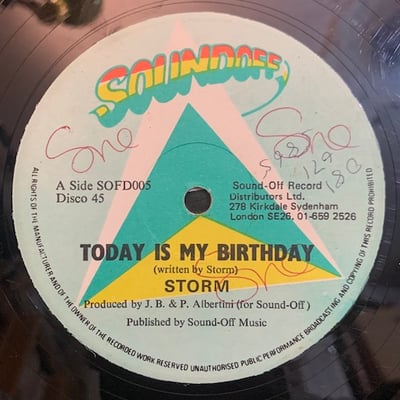 SOUNDOFF
A Side SOFD005
Disco 45
Sound-Off Record
Distributors Ltd.
278 Kirkdale Sydenham
London SE26. 01-659 2526
TODAY IS MY BIRTHDAY
(written by Storm)
STORM
Produced by J. B. & P. Albertini (for Sound-Off)
Published by Sound-Off Music
ALL RIGHTS OF THE MANUFACTURER AND OF THE OWNER OF THE RECORDED WORK RESERVED UNAUTHORISED PUBLIC PERFORMANCE BROADCASTING AND COPYING OF THIS RECORD PROHIBITED